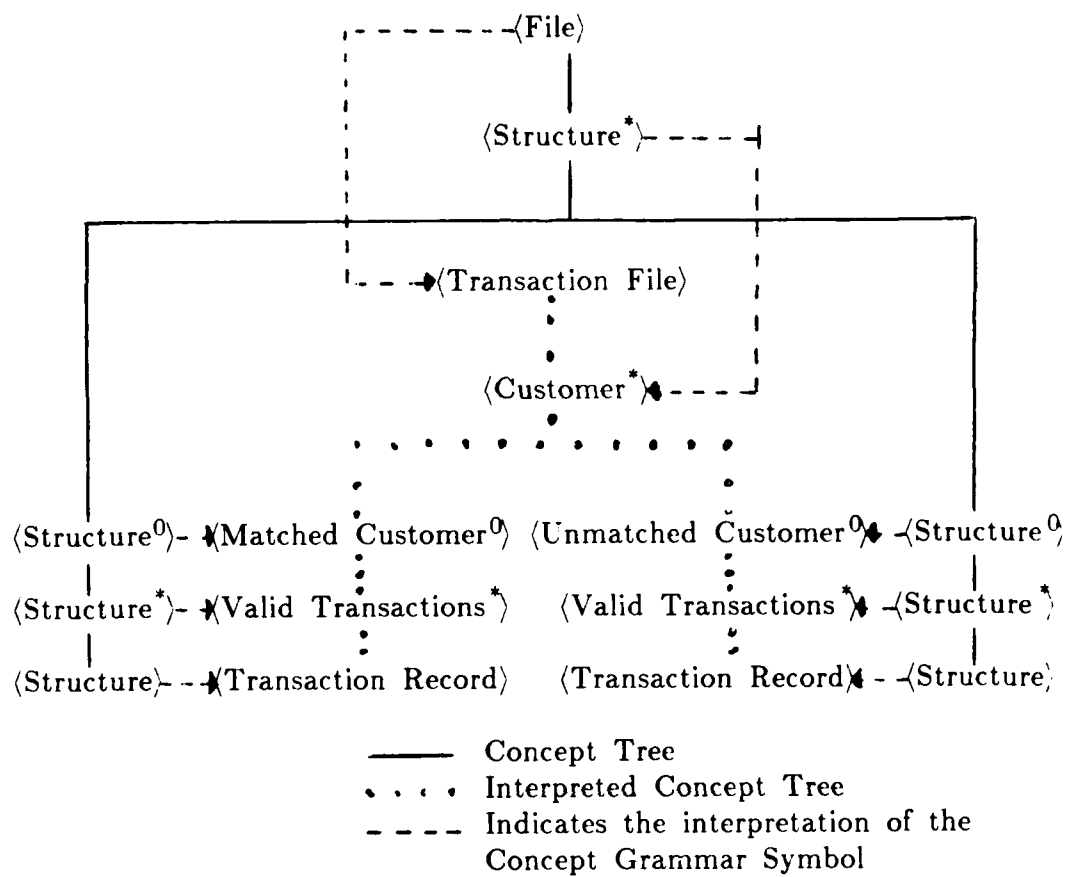 ⟨File⟩
⟨Structure*⟩
⟨Transaction File⟩
⟨Customer*⟩
⟨Structure⁰⟩ ⟨Matched Customer⁰⟩ ⟨Unmatched Customer⁰⟩ ⟨Structure⁰⟩
⟨Structure*⟩ ⟨Valid Transactions*⟩ ⟨Valid Transactions*⟩ ⟨Structure*⟩
⟨Structure⟩ ⟨Transaction Record⟩ ⟨Transaction Record⟩ ⟨Structure⟩
Concept Tree
Interpreted Concept Tree
Indicates the interpretation of the
Concept Grammar Symbol